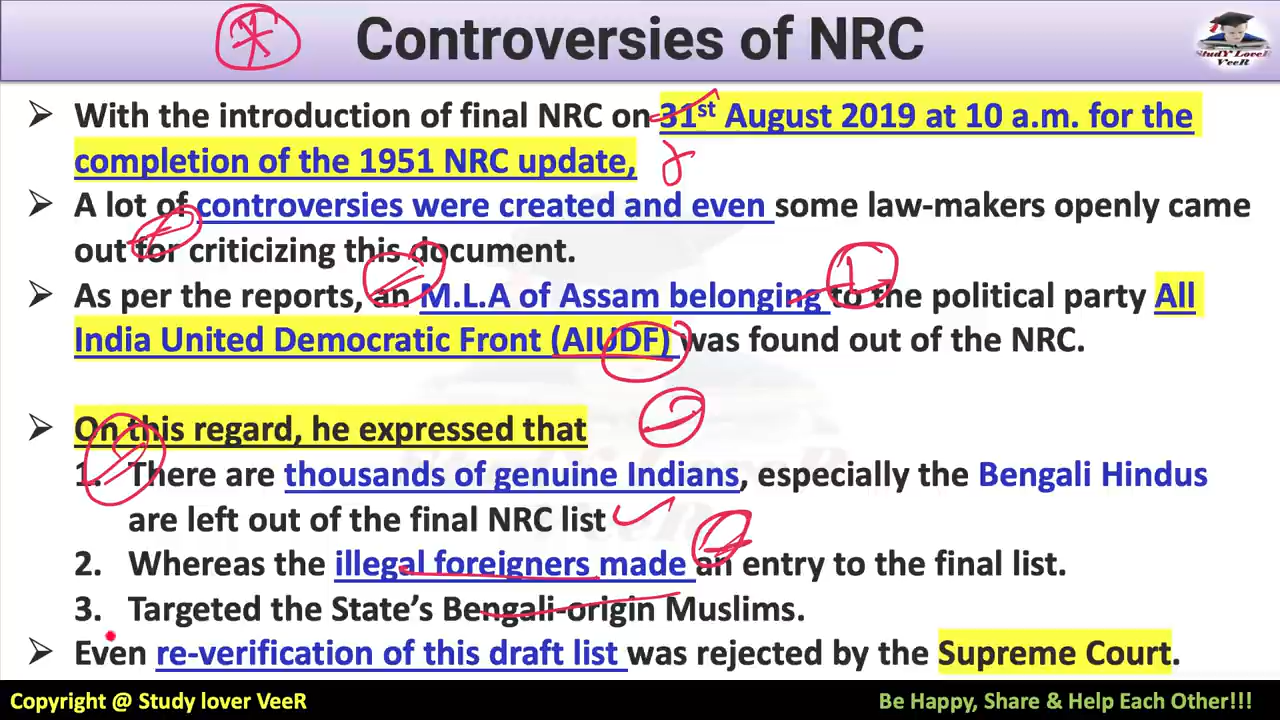 Controversies of NRC
StudY LoveR
VeeR
➢ With the introduction of final NRC on 31st August 2019 at 10 a.m. for the
completion of the 1951 NRC update,
➢ A lot of controversies were created and even some law-makers openly came
out for criticizing this document.
➢ As per the reports, an M.L.A of Assam belonging to the political party All
India United Democratic Front (AIUDF) was found out of the NRC.
➢ On this regard, he expressed that
1. There are thousands of genuine Indians, especially the Bengali Hindus
are left out of the final NRC list
2. Whereas the illegal foreigners made an entry to the final list.
3. Targeted the State's Bengali-origin Muslims.
➢ Even re-verification of this draft list was rejected by the Supreme Court.
Copyright @ Study lover VeeR
Be Happy, Share & Help Each Other!!!